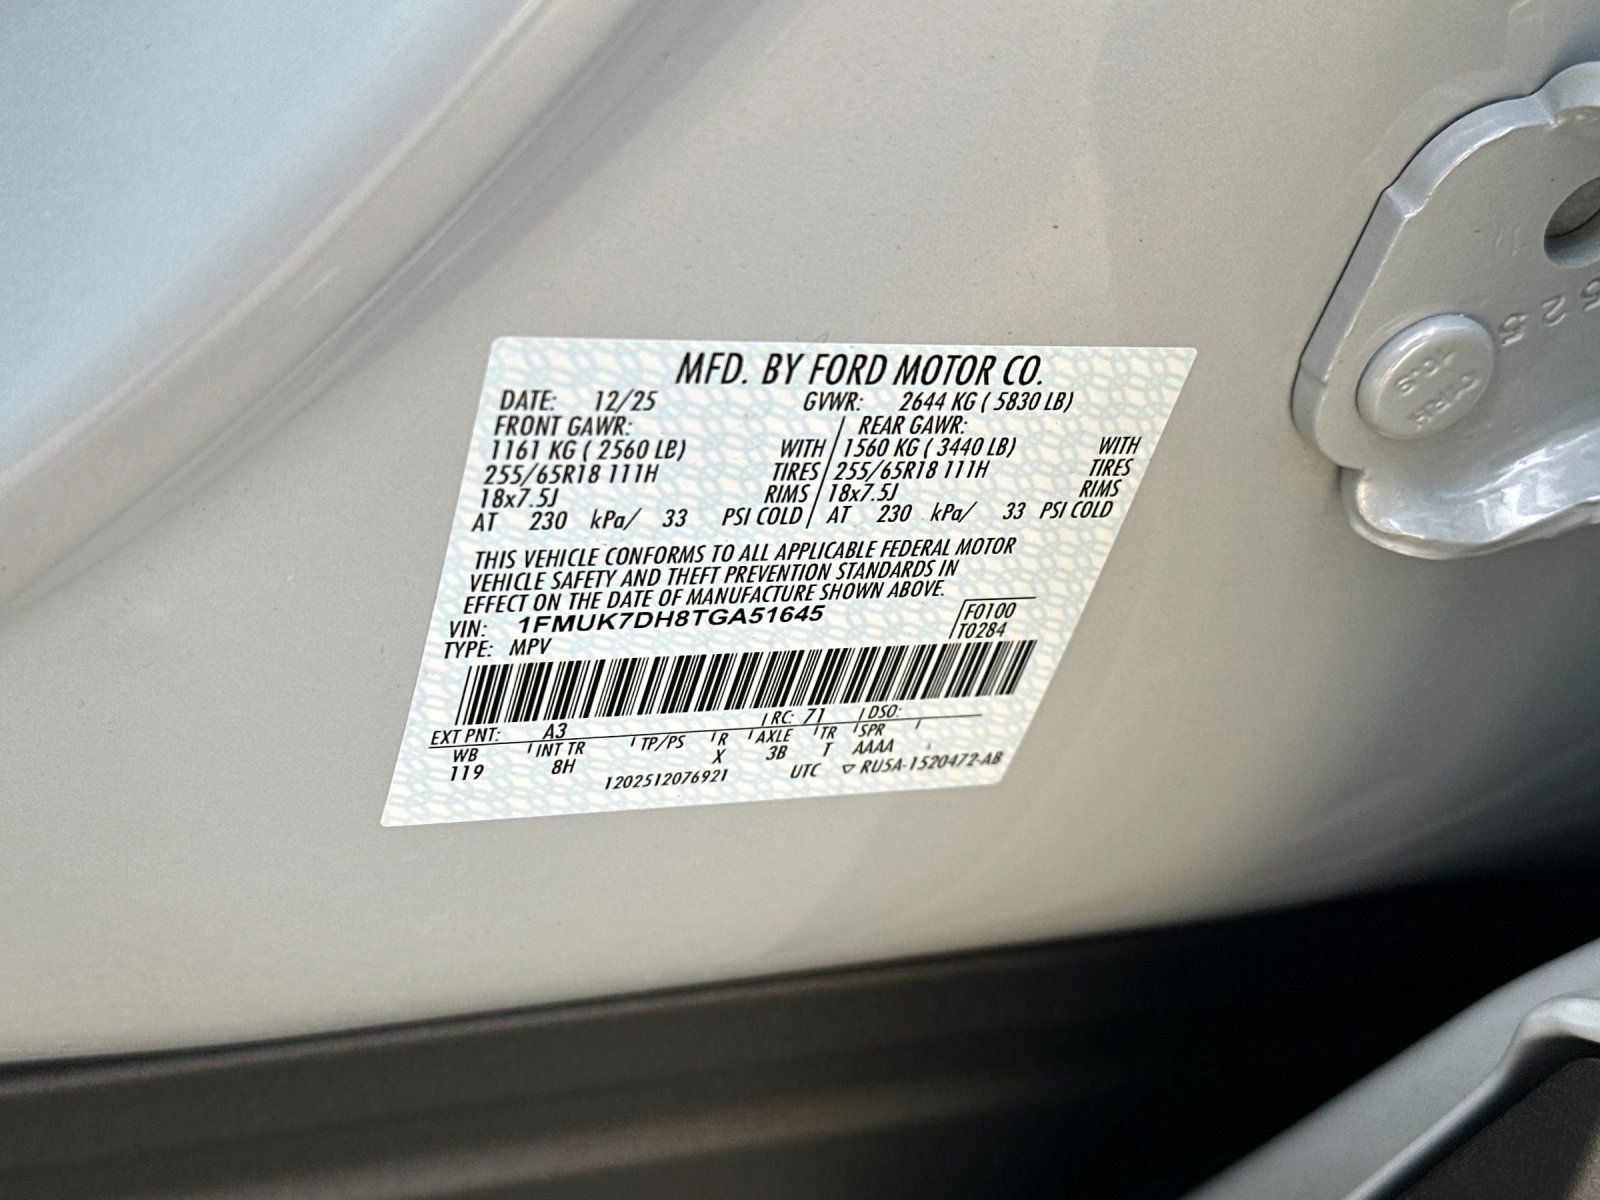 MFD. BY FORD MOTOR CO.
DATE: 12/25 GVWR: 2644 KG ( 5830 LB)
FRONT GAWR: REAR GAWR:
1161 KG ( 2560 LB) WITH 1560 KG ( 3440 LB) WITH
255/65R18 111H TIRES 255/65R18 111H TIRES
18x7.5J RIMS 18x7.5J RIMS
AT 230 kPa/ 33 PSI COLD AT 230 kPa/ 33 PSI COLD
THIS VEHICLE CONFORMS TO ALL APPLICABLE FEDERAL MOTOR
VEHICLE SAFETY AND THEFT PREVENTION STANDARDS IN
EFFECT ON THE DATE OF MANUFACTURE SHOWN ABOVE.
VIN: 1FMUK7DH8TGA51645 F0100
TYPE: MPV T0284
EXT PNT: A3 RC: 71 DSO:
WB INT TR TP/PS R AXLE TR SPR
119 8H X 3B T AAAA
1202512076921 UTC ▽ RU5A-1520472-AB